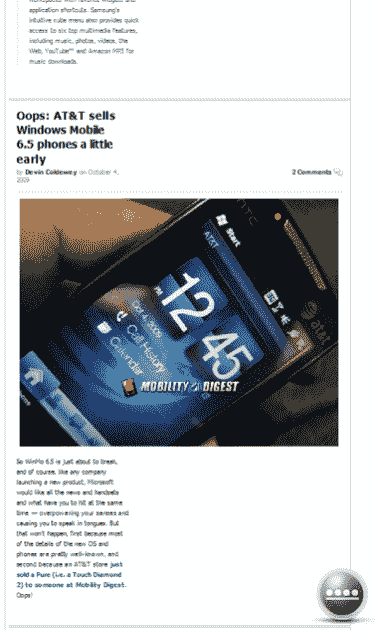 workspaces with favorite widgets and
application shortcuts. Samsung's
intuitive cube menu also provides quick
access to six top multimedia features,
including music, photos, videos, the
Web, YouTube™ and Amazon MP3 for
music downloads.
Oops: AT&T sells
Windows Mobile
6.5 phones a little
early
by Devin Coldewey on October 4,
2009
2 Comments
HTC
Start
AT&T
at&t
12 45
PM
Oct 4, 2009
Call History
Calendar
MOBILITY DIGEST
So WinMo 6.5 is just about to break,
and of course, like any company
launching a new product, Microsoft
would like all the news and handsets
and what have you to hit at the same
time — overpowering your senses and
causing you to speak in tongues. But
that won't happen, first because most
of the details of the new OS and
phones are pretty well-known, and
second because an AT&T store just
sold a Pure (i.e. a Touch Diamond
2) to someone at Mobility Digest.
Oops!